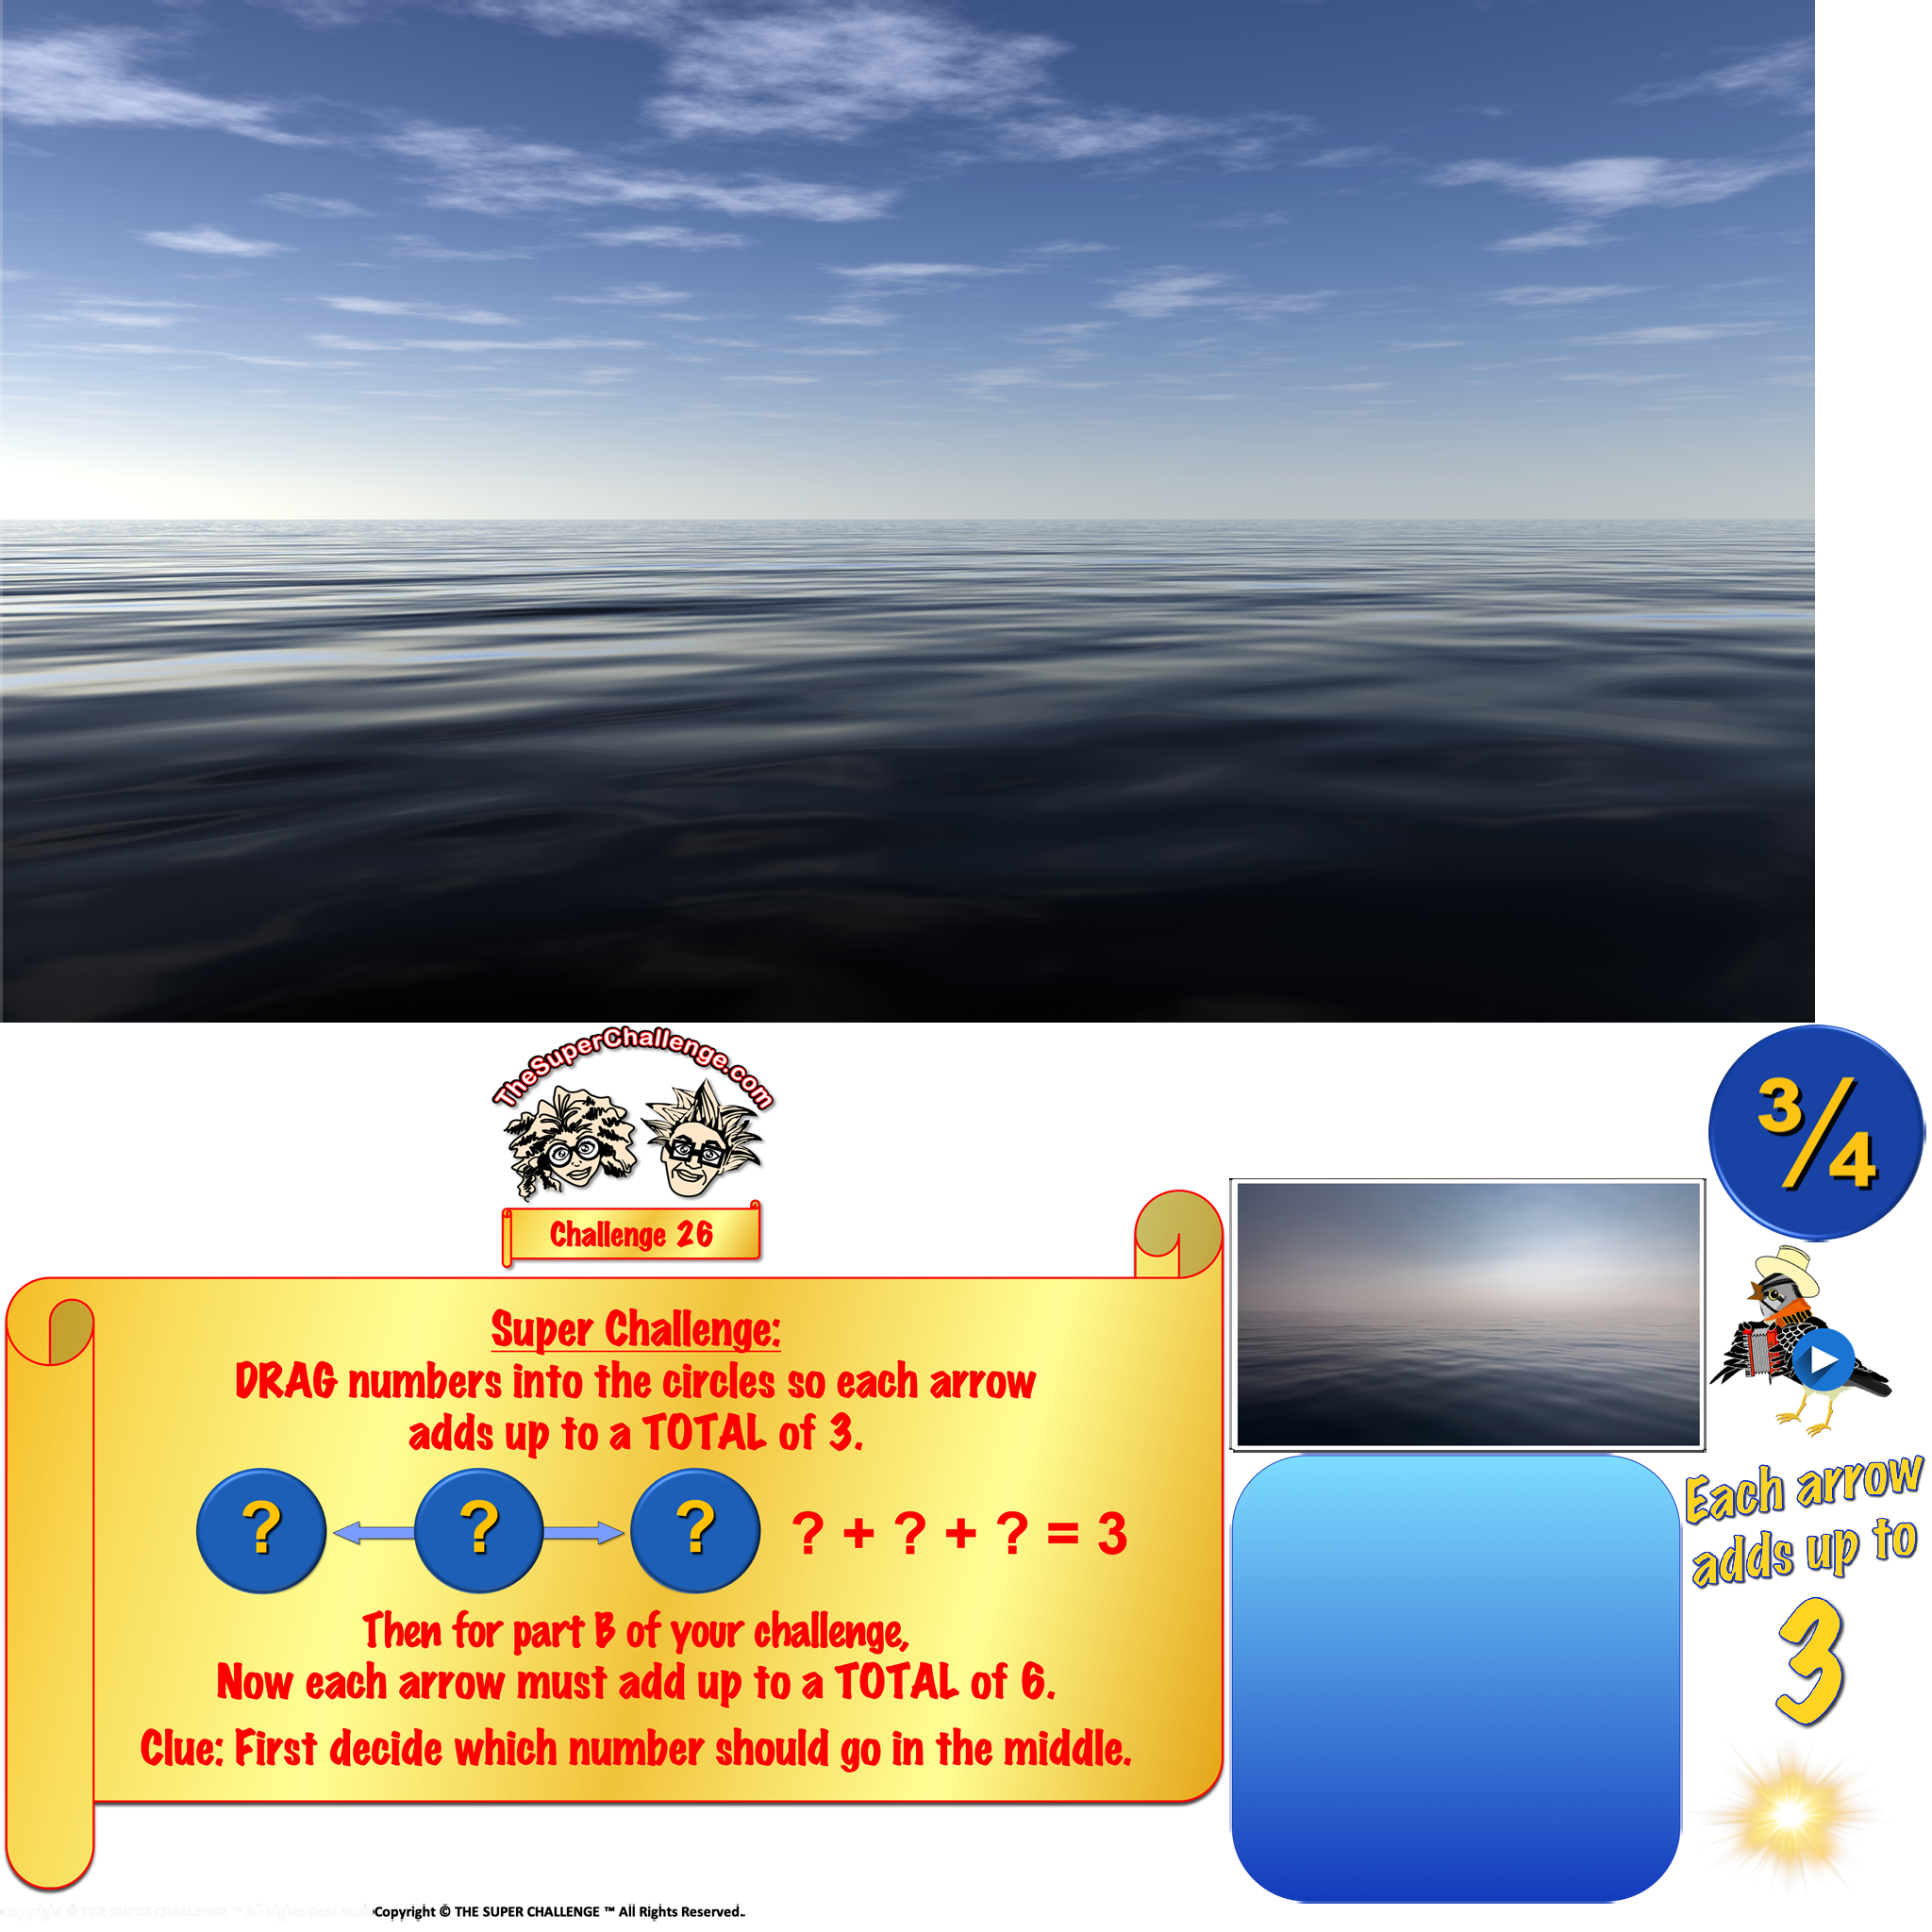 TheSuperChallenge.com
Challenge 26
3/4
Super Challenge:
DRAG numbers into the circles so each arrow
adds up to a TOTAL of 3.
? ? ? ? + ? + ? = 3
Then for part B of your challenge,
Now each arrow must add up to a TOTAL of 6.
Clue: First decide which number should go in the middle.
Each arrow
adds up to
3
Copyright © THE SUPER CHALLENGE ™ All Rights Reserved..